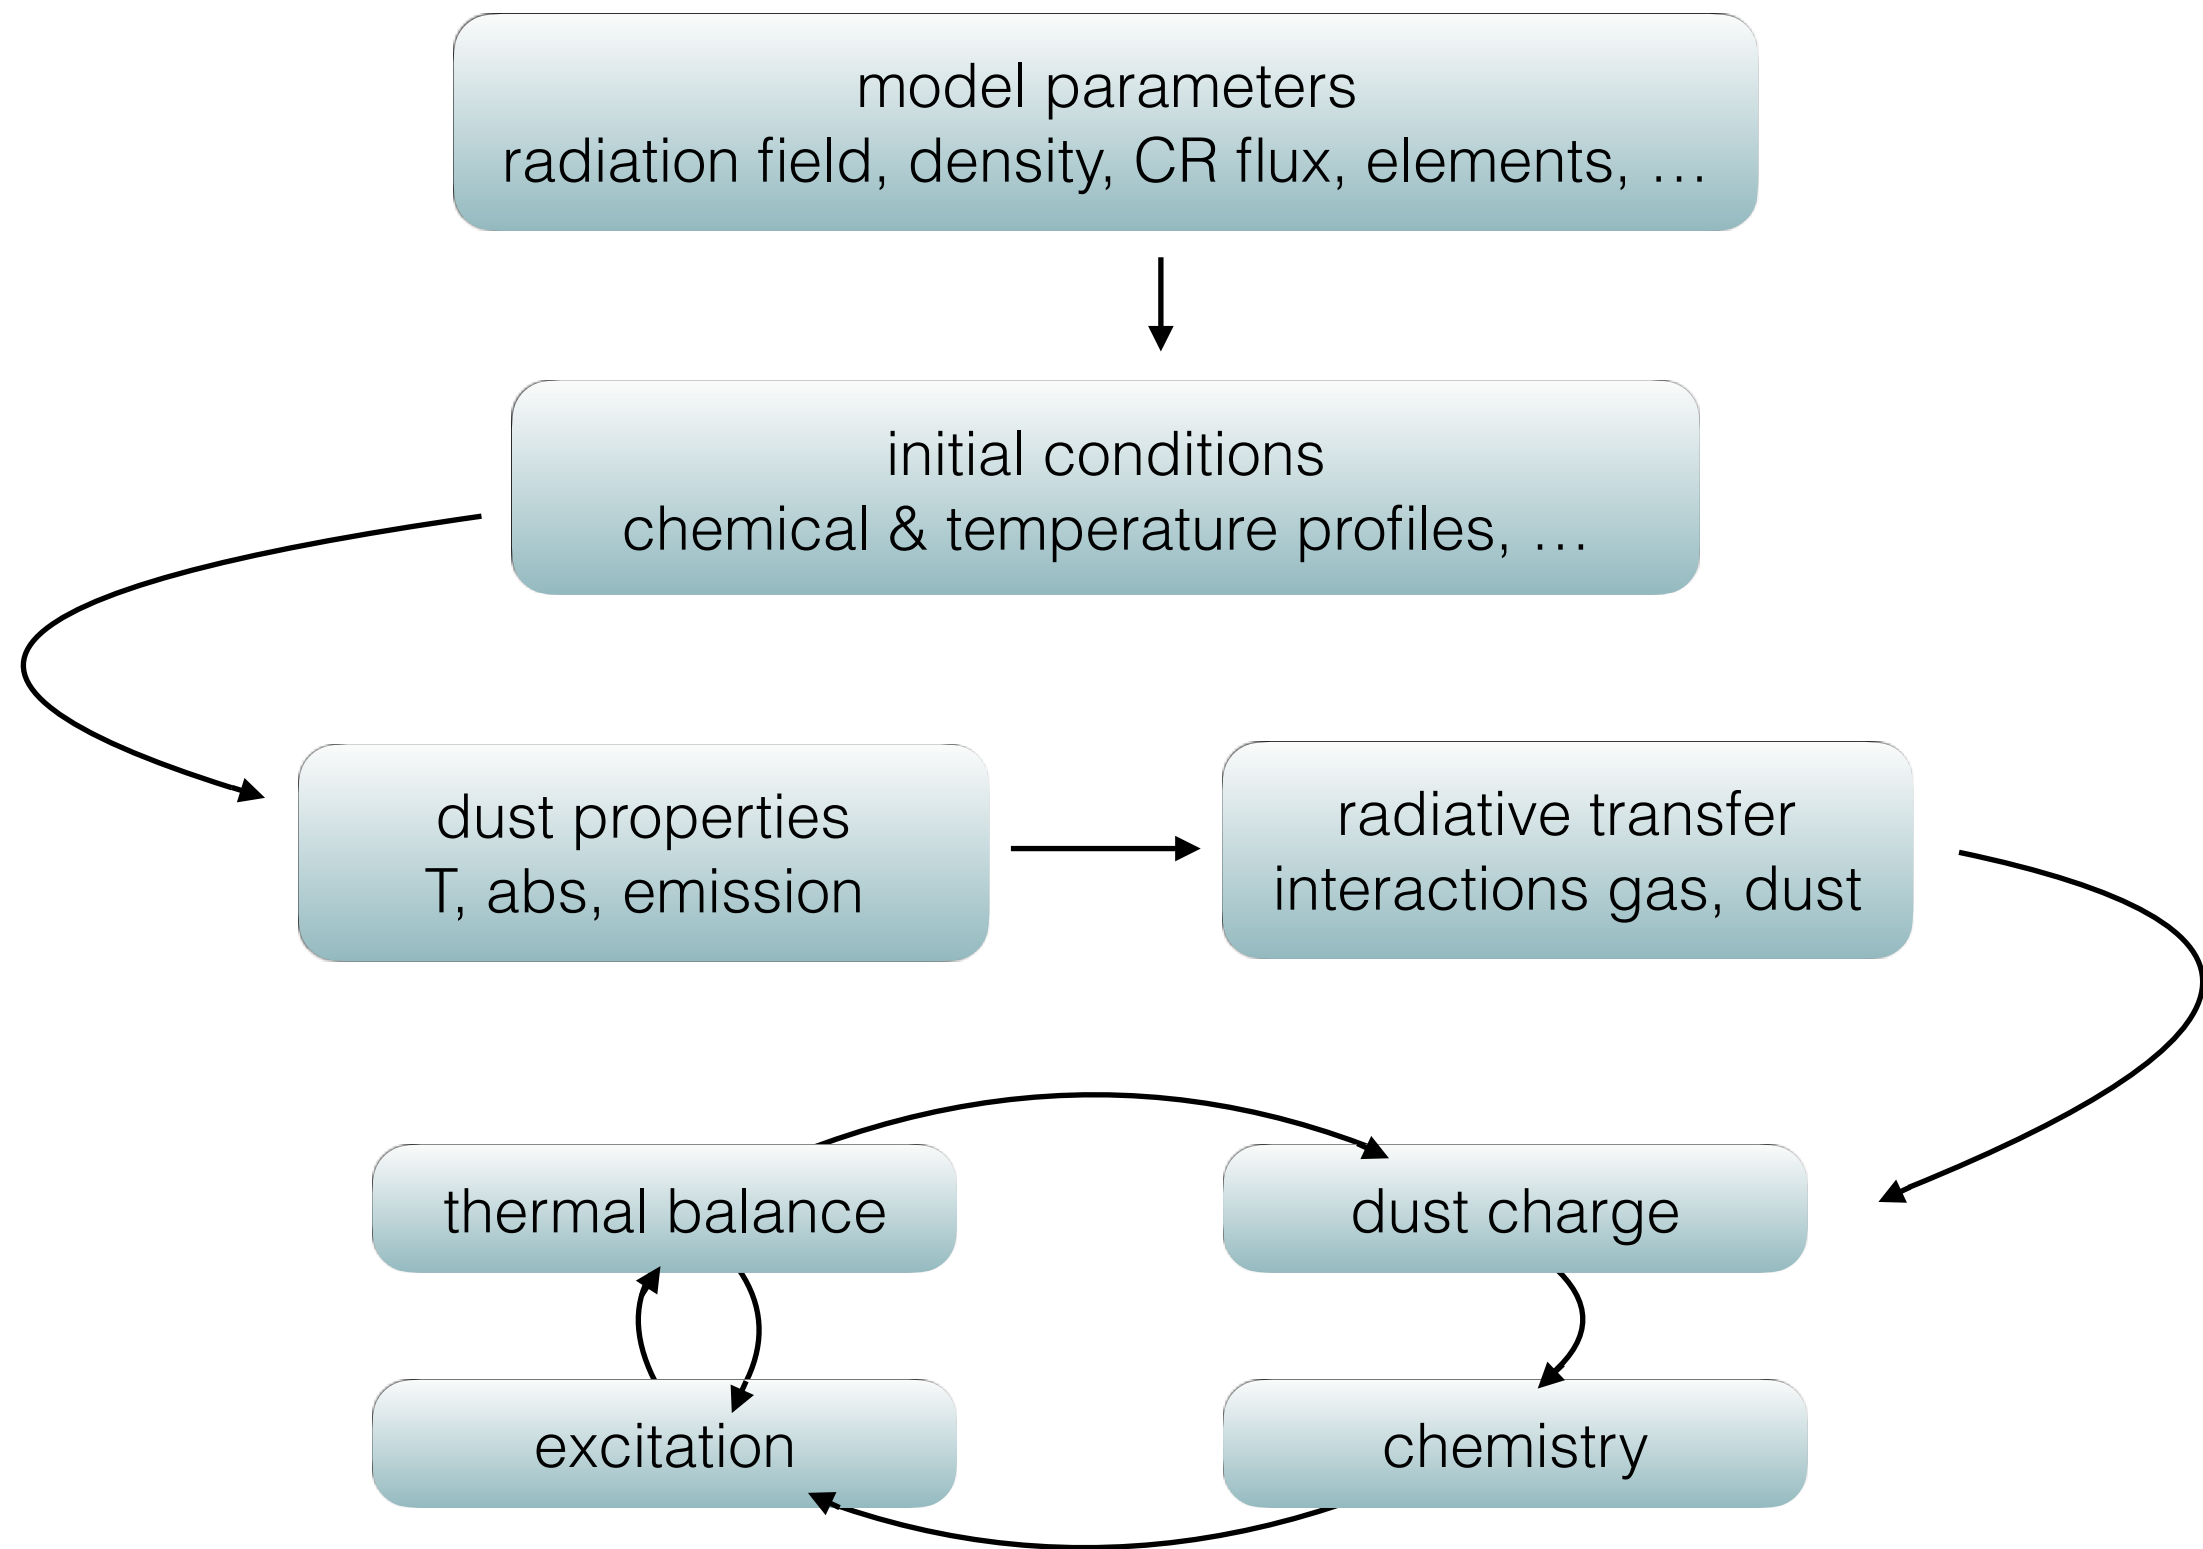 model parameters
radiation field, density, CR flux, elements, …
initial conditions
chemical & temperature profiles, …
dust properties
T, abs, emission
radiative transfer
interactions gas, dust
thermal balance
dust charge
excitation
chemistry